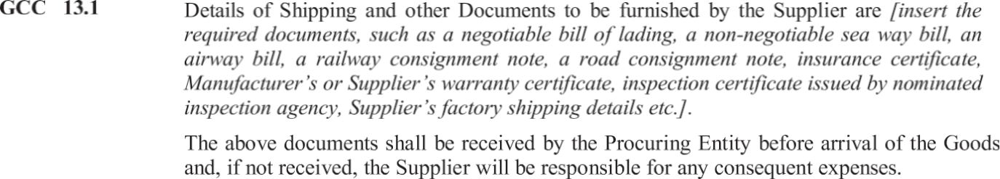 GCC 13.1 Details of Shipping and other Documents to be furnished by the Supplier are [insert the
required documents, such as a negotiable bill of lading, a non-negotiable sea way bill, an
airway bill, a railway consignment note, a road consignment note, insurance certificate,
Manufacturer's or Supplier's warranty certificate, inspection certificate issued by nominated
inspection agency, Supplier's factory shipping details etc.].
The above documents shall be received by the Procuring Entity before arrival of the Goods
and, if not received, the Supplier will be responsible for any consequent expenses.